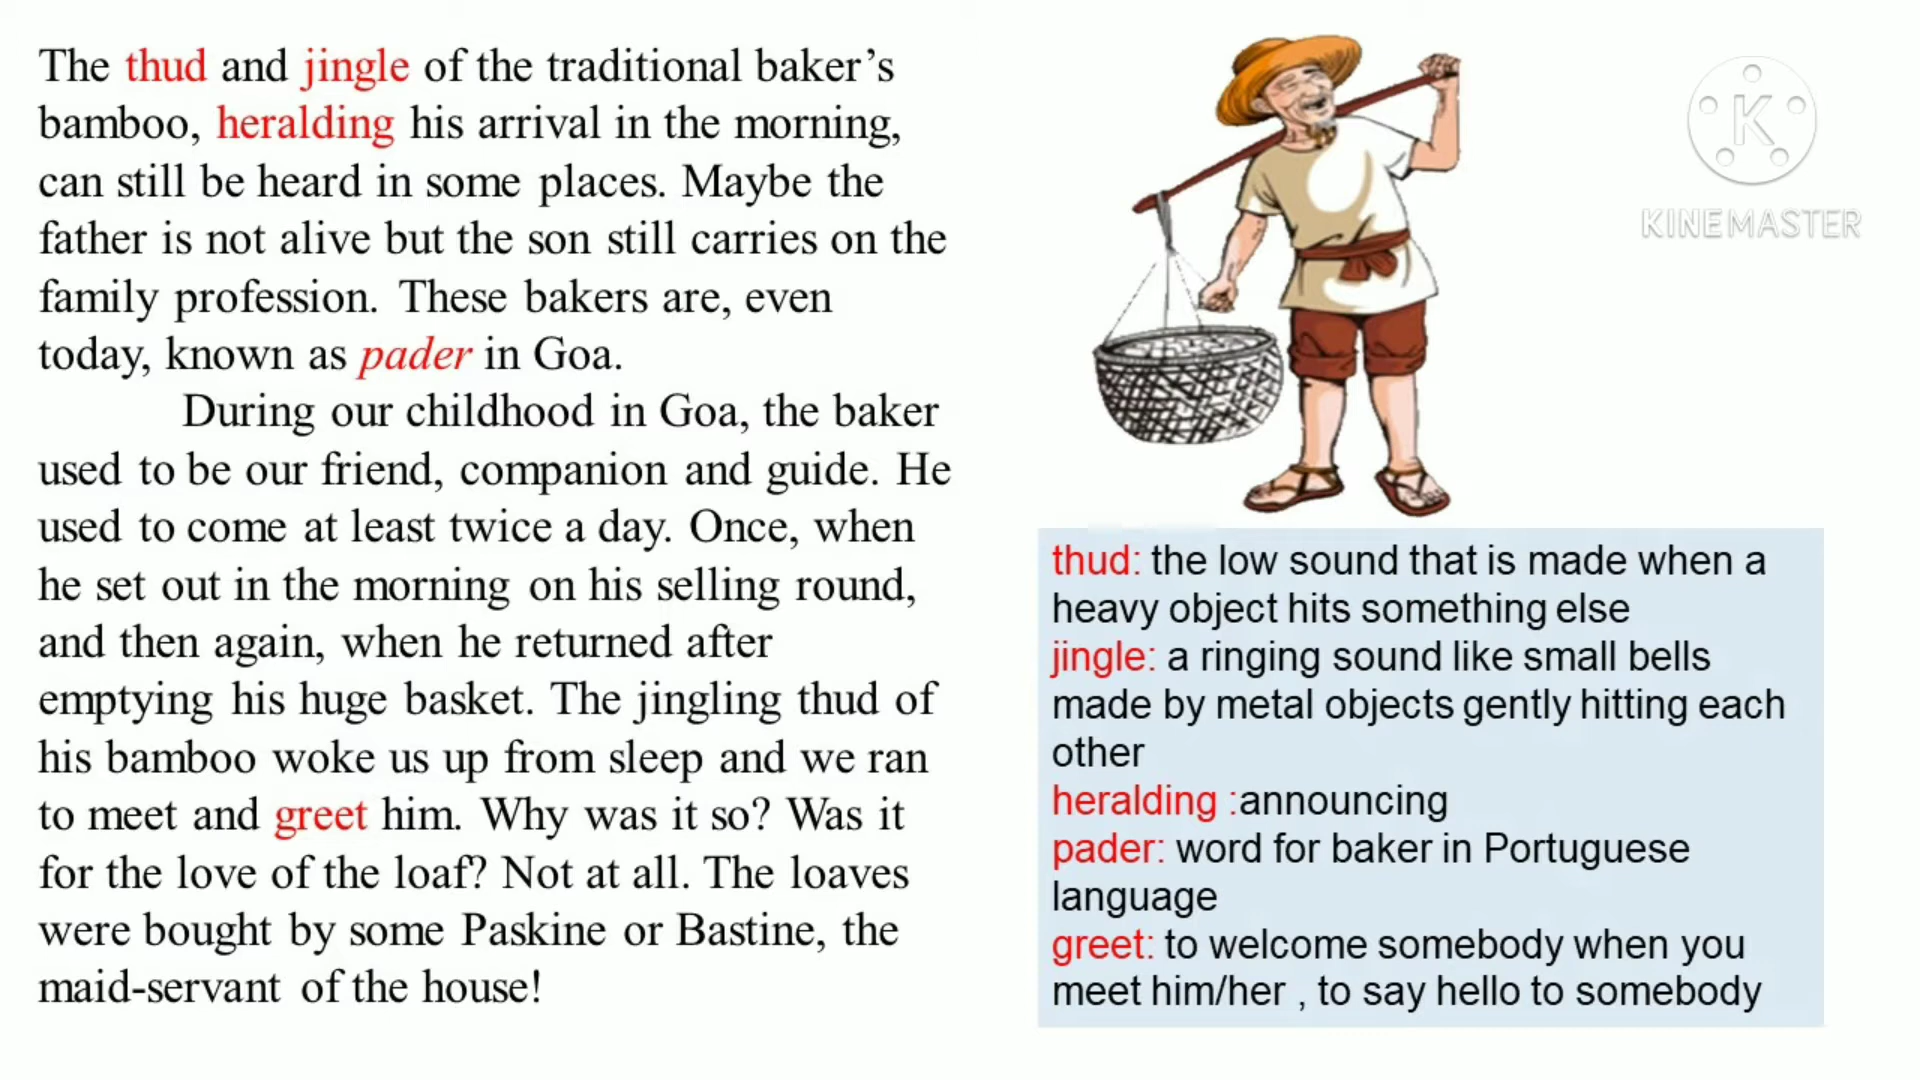 The thud and jingle of the traditional baker’s
bamboo, heralding his arrival in the morning,
can still be heard in some places. Maybe the
father is not alive but the son still carries on the
family profession. These bakers are, even
today, known as pader in Goa.
During our childhood in Goa, the baker
used to be our friend, companion and guide. He
used to come at least twice a day. Once, when
he set out in the morning on his selling round,
and then again, when he returned after
emptying his huge basket. The jingling thud of
his bamboo woke us up from sleep and we ran
to meet and greet him. Why was it so? Was it
for the love of the loaf? Not at all. The loaves
were bought by some Paskine or Bastine, the
maid-servant of the house!
K
KINEMASTER
thud: the low sound that is made when a
heavy object hits something else
jingle: a ringing sound like small bells
made by metal objects gently hitting each
other
heralding :announcing
pader: word for baker in Portuguese
language
greet: to welcome somebody when you
meet him/her , to say hello to somebody